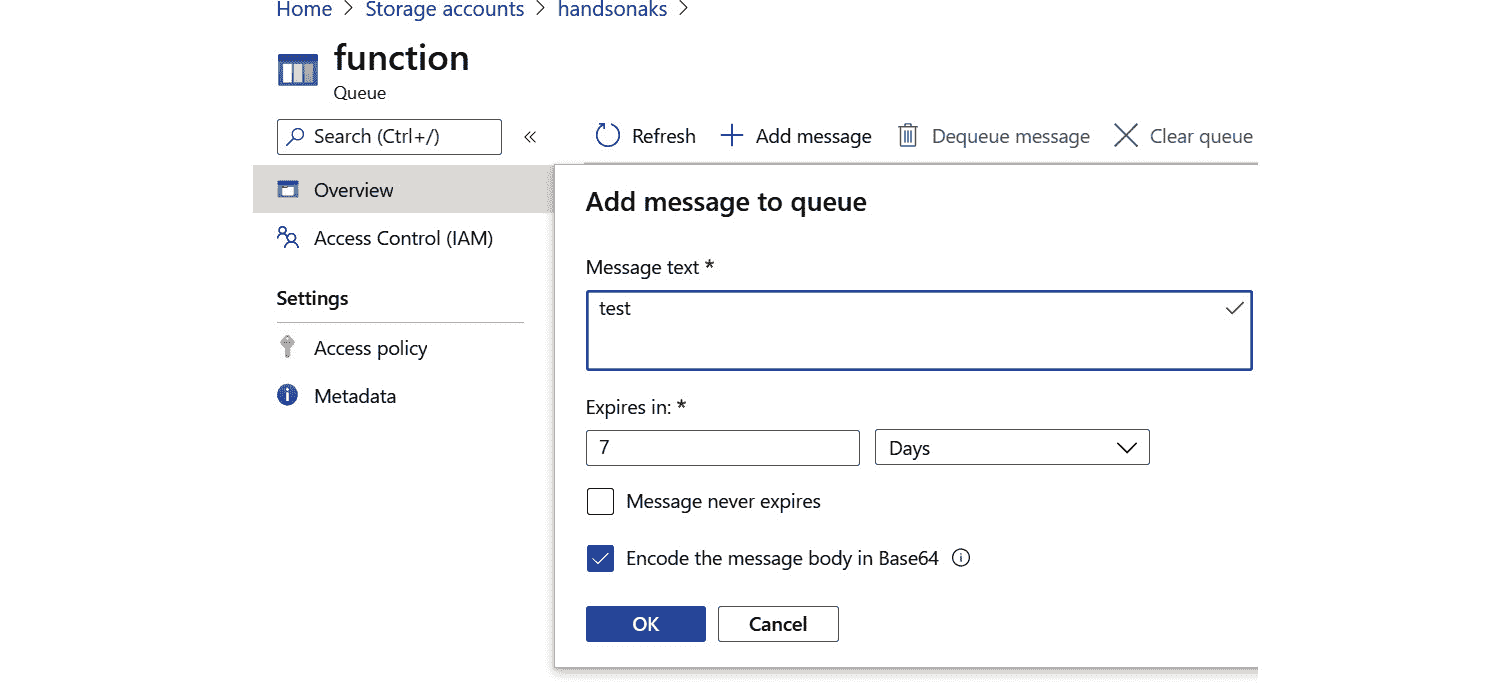 Home > Storage accounts > handsonaks >
function
Queue
Search (Ctrl+/)
«
Refresh
Add message
Dequeue message
Clear queue
Overview
Access Control (IAM)
Settings
Access policy
Metadata
Add message to queue
Message text *
test
Expires in: *
7
Days
Message never expires
Encode the message body in Base64
OK
Cancel